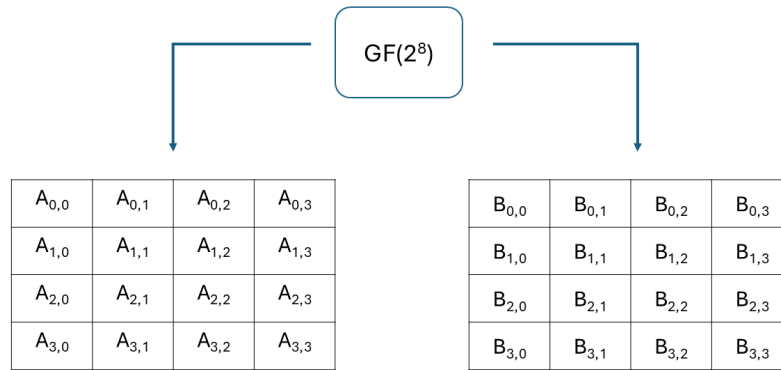 GF(2⁸)
A₀,₀ A₀,₁ A₀,₂ A₀,₃
A₁,₀ A₁,₁ A₁,₂ A₁,₃
A₂,₀ A₂,₁ A₂,₂ A₂,₃
A₃,₀ A₃,₁ A₃,₂ A₃,₃
B₀,₀ B₀,₁ B₀,₂ B₀,₃
B₁,₀ B₁,₁ B₁,₂ B₁,₃
B₂,₀ B₂,₁ B₂,₂ B₂,₃
B₃,₀ B₃,₁ B₃,₂ B₃,₃